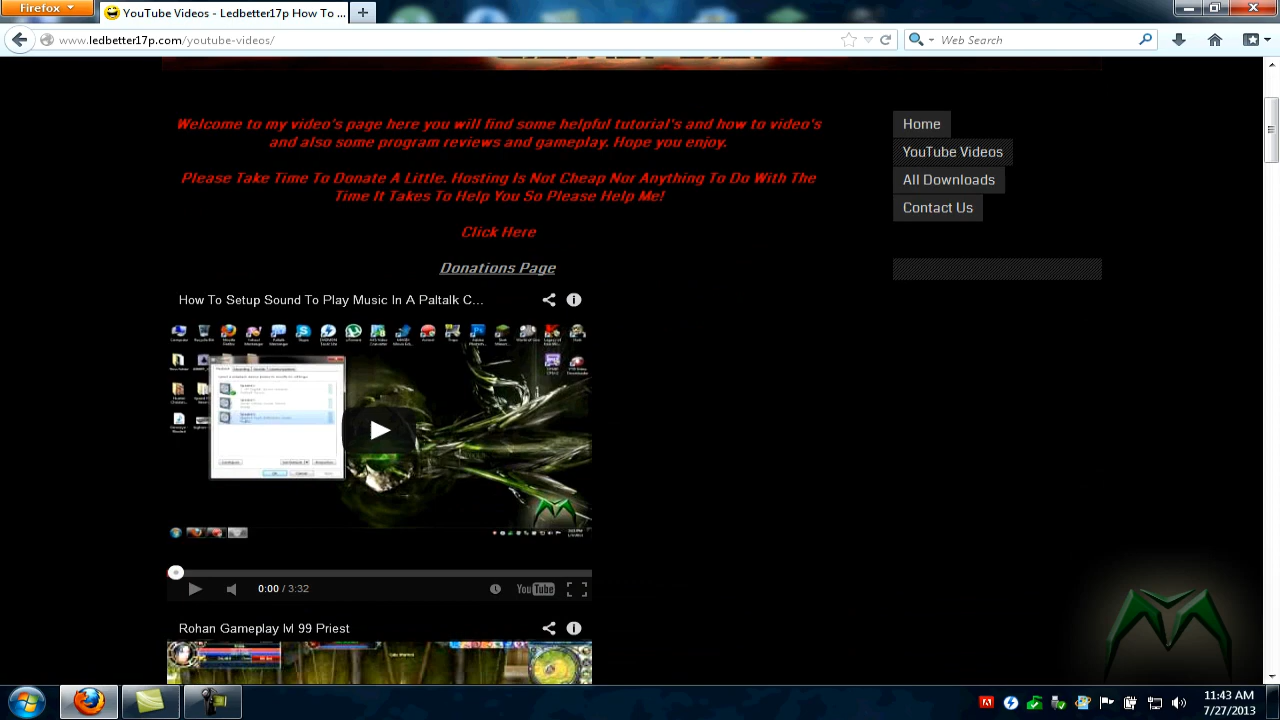 Firefox
YouTube Videos - Ledbetter17p How To ...
www.ledbetter17p.com/youtube-videos/
Web Search
Welcome to my video's page here you will find some helpful tutorial's and how to video's
and also some program reviews and gameplay. Hope you enjoy.
Please Take Time To Donate A Little. Hosting Is Not Cheap Nor Anything To Do With The
Time It Takes To Help You So Please Help Me!
Click Here
Donations Page
Home
YouTube Videos
All Downloads
Contact Us
How To Setup Sound To Play Music In A Paltalk C...
0:00 / 3:32
YouTube
Rohan Gameplay lvl 99 Priest
11:43 AM
7/27/2013